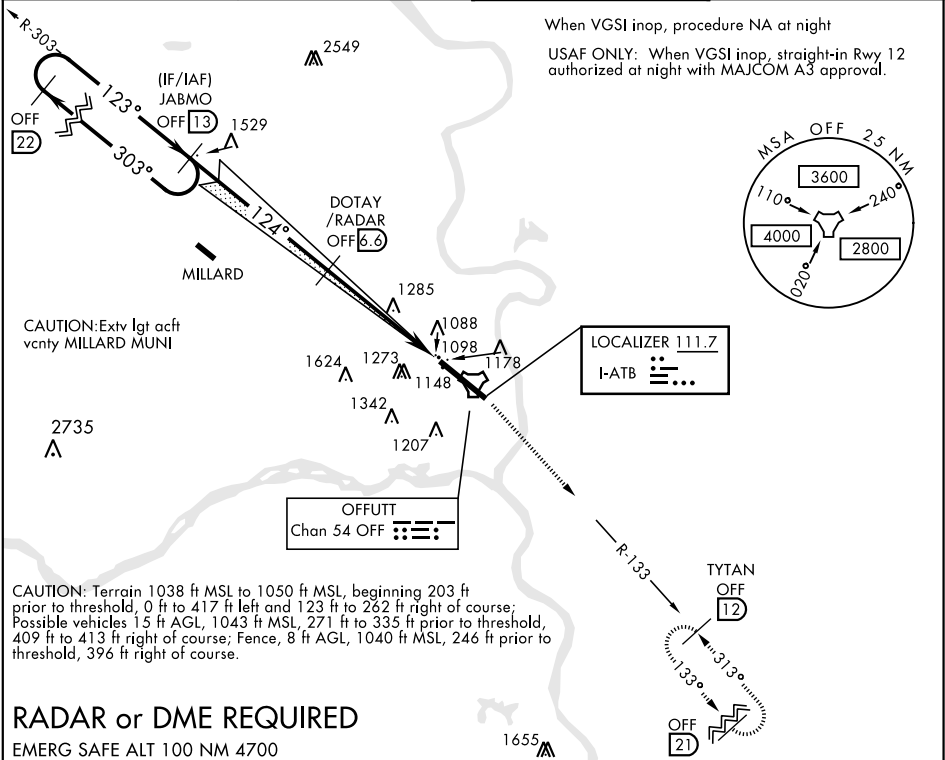 When VGSI inop, procedure NA at night
USAF ONLY: When VGSI inop, straight-in Rwy 12
authorized at night with MAJCOM A3 approval.
R-303
2549
(IF/IAF)
JABMO
OFF 13
123°
OFF
22
1529
303°
MSA OFF 25 NM
3600
110°
240°
4000
2800
020°
DOTAY
/RADAR
OFF 6.6
124°
MILLARD
1285
CAUTION:Extv lgt acft
vcnty MILLARD MUNI
1088
1098
1178
1624
1273
1148
LOCALIZER 111.7
I-ATB
1342
1207
2735
OFFUTT
Chan 54 OFF
R-133
TYTAN
OFF
12
CAUTION: Terrain 1038 ft MSL to 1050 ft MSL, beginning 203 ft
prior to threshold, 0 ft to 417 ft left and 123 ft to 262 ft right of course;
Possible vehicles 15 ft AGL, 1043 ft MSL, 271 ft to 335 ft prior to threshold,
409 ft to 413 ft right of course; Fence, 8 ft AGL, 1040 ft MSL, 246 ft prior to
threshold, 396 ft right of course.
313°
133°
OFF
21
RADAR or DME REQUIRED
EMERG SAFE ALT 100 NM 4700
1655